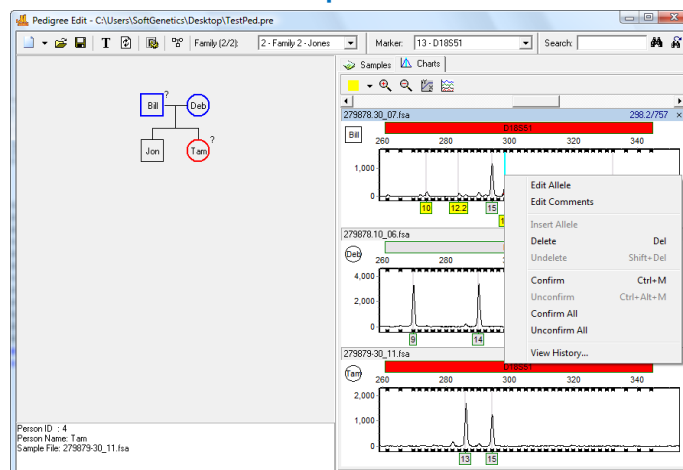 Pedigree Edit - C:\Users\SoftGenetics\Desktop\TestPed.pre
T Family (2/2): 2 - Family 2 - Jones Marker: 13 - D18S51 Search:
Samples Charts
279878.30_07.fsa 298.2/757 ×
Bill D18S51
260 280 300 320 340
1,000
0
10 12.2 15
1
279878.10_06.fsa
Deb
260 280
4,000
2,000
0
9 14
279879-30_11.fsa
Tam D18S51
260 280 300 320 340
2,000
1,000
0
13 15
Bill ? Deb
Jon Tam ?
Edit Allele
Edit Comments
Insert Allele
Delete Del
Undelete Shift+Del
Confirm Ctrl+M
Unconfirm Ctrl+Alt+M
Confirm All
Unconfirm All
View History...
Person ID : 4
Person Name: Tam
Sample File: 279879-30_11.fsa